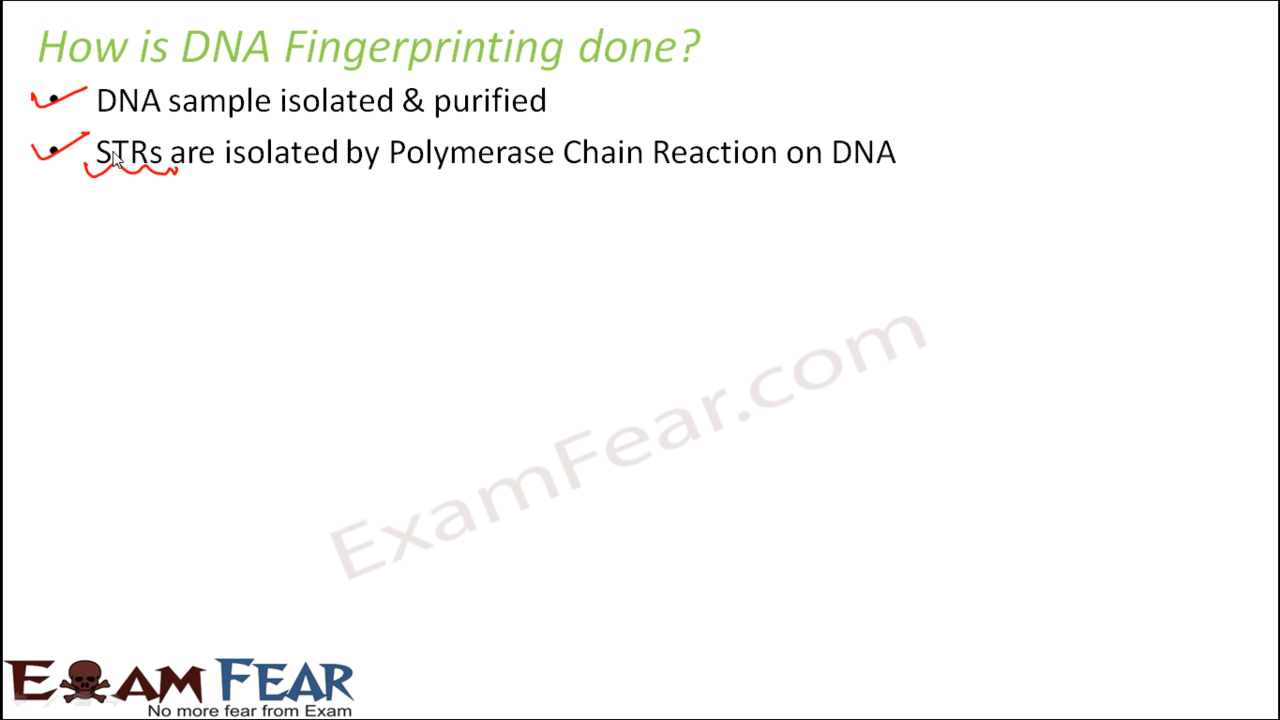 How is DNA Fingerprinting done?
• DNA sample isolated & purified
• STRs are isolated by Polymerase Chain Reaction on DNA
ExamFear.com
EXAM FEAR
No more fear from Exam